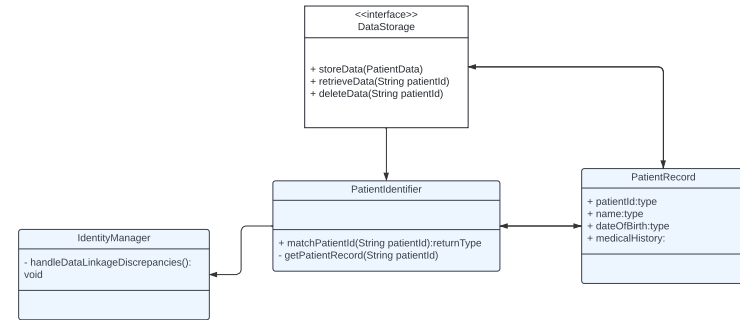 <<interface>>
DataStorage
+ storeData(PatientData)
+ retrieveData(String patientId)
+ deleteData(String patientId)
PatientIdentifier
+ matchPatientId(String patientId):returnType
- getPatientRecord(String patientId)
PatientRecord
+ patientId:type
+ name:type
+ dateOfBirth:type
+ medicalHistory:
IdentityManager
- handleDataLinkageDiscrepancies():
void